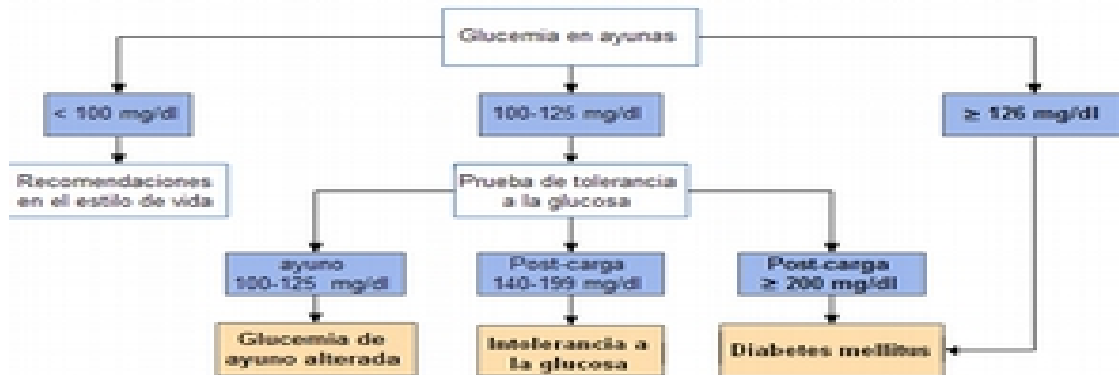 Glucemia en ayunas
< 100 mg/dl
100-125 mg/dl
≥ 126 mg/dl
Recomendaciones
en el estilo de vida
Prueba de tolerancia
a la glucosa
ayuno
100-125 mg/dl
Post-carga
140-199 mg/dl
Post-carga
≥ 200 mg/dl
Glucemia de
ayuno alterada
Intolerancia a
la glucosa
Diabetes mellitus